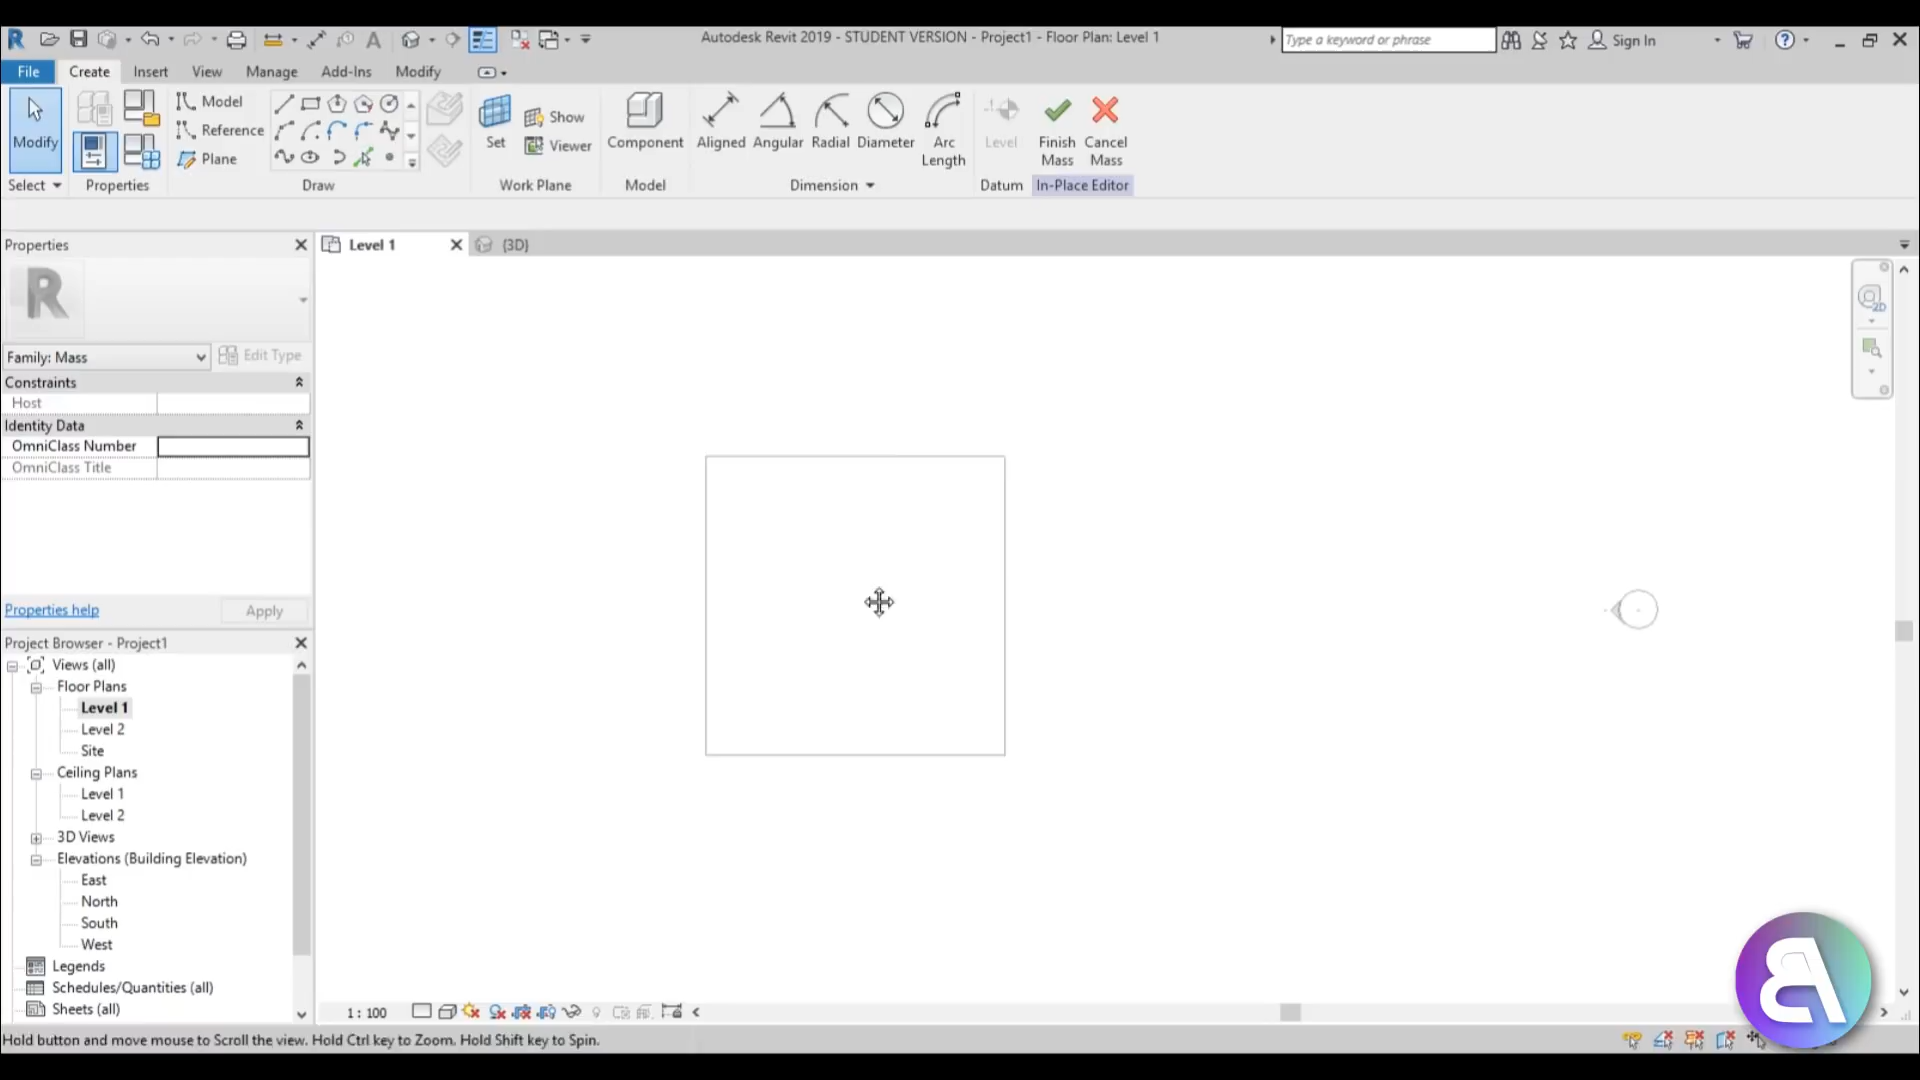 Autodesk Revit 2019 - STUDENT VERSION - Project1 - Floor Plan: Level 1
Type a keyword or phrase
Sign In
File Create Insert View Manage Add-Ins Modify
Modify
Select
Properties
Model
Reference
Plane
Draw
Set
Show
Viewer
Work Plane
Component
Model
Aligned
Angular
Radial
Diameter
Arc
Length
Dimension
Level
Datum
Finish
Mass
Cancel
Mass
In-Place Editor
Properties
Level 1
{3D}
2D
R
Family: Mass
Edit Type
Constraints
Host
Identity Data
OmniClass Number
OmniClass Title
Properties help
Apply
Project Browser - Project1
Views (all)
Floor Plans
Level 1
Level 2
Site
Ceiling Plans
Level 1
Level 2
3D Views
Elevations (Building Elevation)
East
North
South
West
Legends
Schedules/Quantities (all)
Sheets (all)
1 : 100
Hold button and move mouse to Scroll the view. Hold Ctrl key to Zoom. Hold Shift key to Spin.